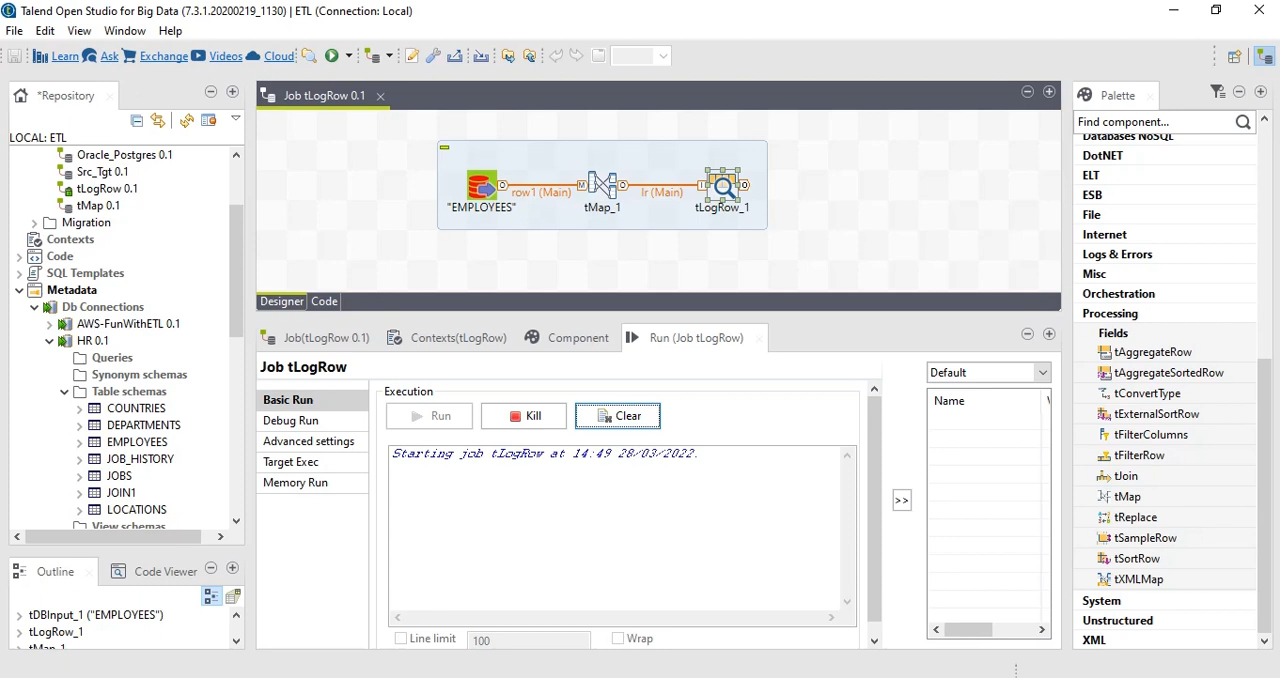 Talend Open Studio for Big Data (7.3.1.20200219_1130) | ETL (Connection: Local)
File Edit View Window Help
Learn Ask Exchange Videos Cloud
*Repository
LOCAL: ETL
Oracle_Postgres 0.1
Src_Tgt 0.1
tLogRow 0.1
tMap 0.1
Migration
Contexts
Code
SQL Templates
Metadata
Db Connections
AWS-FunWithETL 0.1
HR 0.1
Queries
Synonym schemas
Table schemas
COUNTRIES
DEPARTMENTS
EMPLOYEES
JOB_HISTORY
JOBS
JOIN1
LOCATIONS
View schemas
Outline Code Viewer
tDBInput_1 ("EMPLOYEES")
tLogRow_1
tMap_1
Job tLogRow 0.1
row1 (Main) lr (Main)
"EMPLOYEES" tMap_1 tLogRow_1
Designer Code
Job(tLogRow 0.1) Contexts(tLogRow) Component Run (Job tLogRow)
Job tLogRow
Basic Run
Debug Run
Advanced settings
Target Exec
Memory Run
Execution
Run Kill Clear
Starting job tLogRow at 14:49 28/03/2022.
Line limit 100 Wrap
>>
Default
Name
Palette
Find component...
Databases NoSQL
DotNET
ELT
ESB
File
Internet
Logs & Errors
Misc
Orchestration
Processing
Fields
tAggregateRow
tAggregateSortedRow
tConvertType
tExternalSortRow
tFilterColumns
tFilterRow
tJoin
tMap
tReplace
tSampleRow
tSortRow
tXMLMap
System
Unstructured
XML